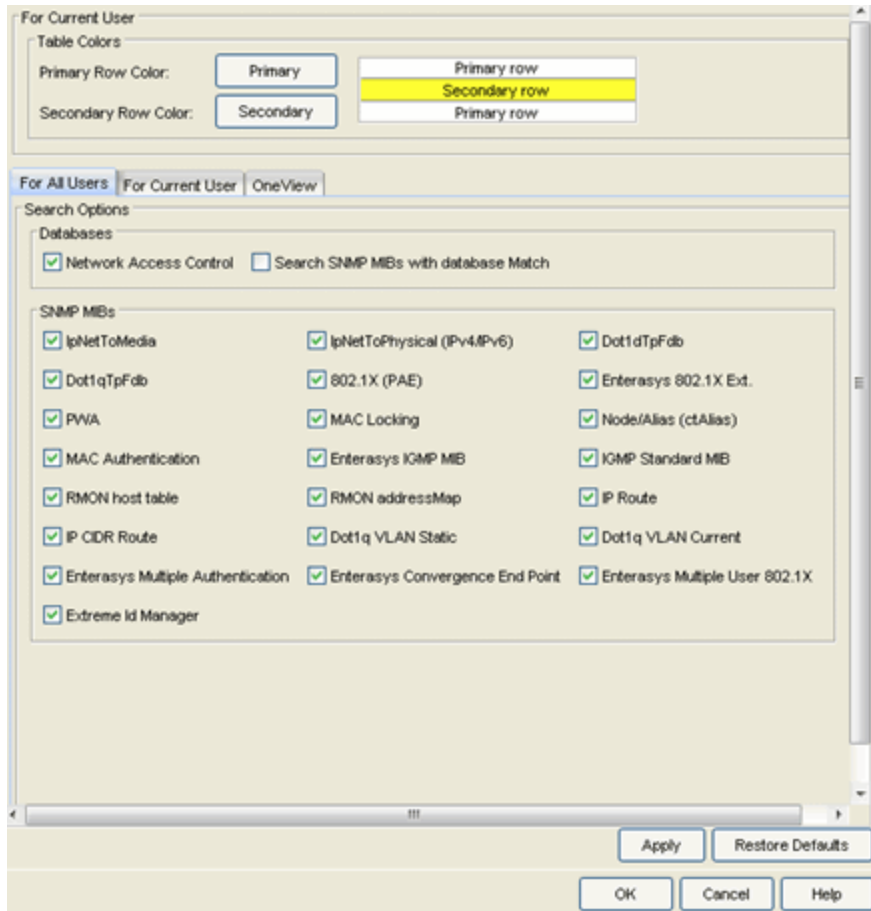 For Current User
Table Colors
Primary Row Color: Primary Primary row
Secondary row
Secondary Row Color: Secondary Primary row
For All Users For Current User OneView
Search Options
Databases
Network Access Control Search SNMP MIBs with database Match
SNMP MIBs
IpNetToMedia IpNetToPhysical (IPv4/IPv6) Dot1dTpFdb
Dot1qTpFdb 802.1X (PAE) Enterasys 802.1X Ext.
PWA MAC Locking Node/Alias (ctAlias)
MAC Authentication Enterasys IGMP MIB IGMP Standard MIB
RMON host table RMON addressMap IP Route
IP CIDR Route Dot1q VLAN Static Dot1q VLAN Current
Enterasys Multiple Authentication Enterasys Convergence End Point Enterasys Multiple User 802.1X
Extreme Id Manager
Apply Restore Defaults
OK Cancel Help